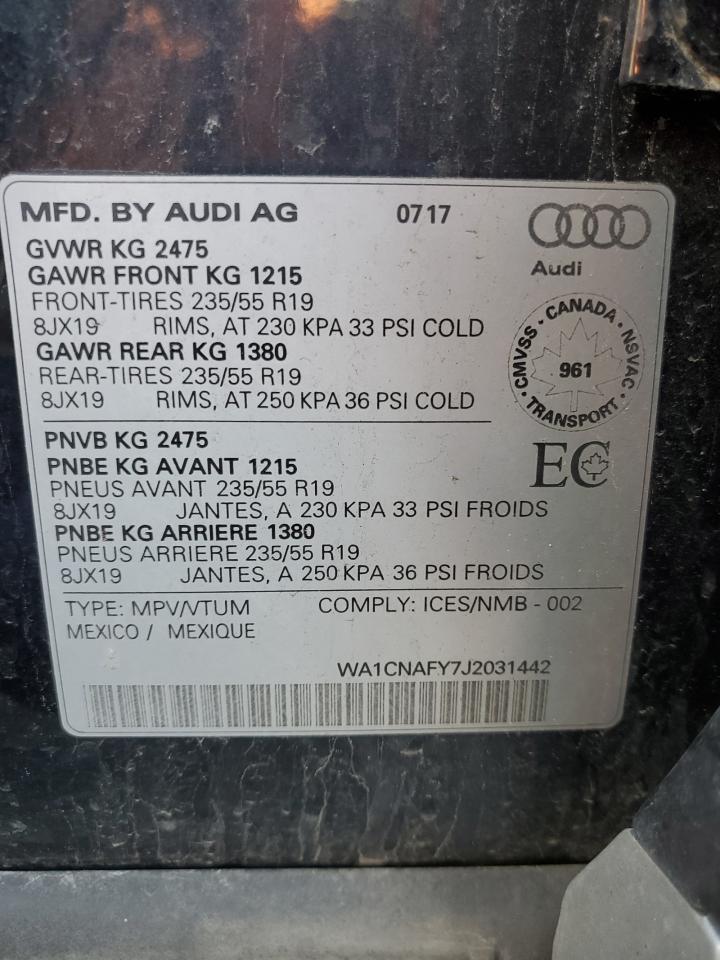 MFD. BY AUDI AG 0717
Audi
GVWR KG 2475
GAWR FRONT KG 1215
FRONT-TIRES 235/55 R19
8JX19 RIMS, AT 230 KPA 33 PSI COLD
GAWR REAR KG 1380
REAR-TIRES 235/55 R19
8JX19 RIMS, AT 250 KPA 36 PSI COLD
CANADA · NSVAC · TRANSPORT · CMVSS ·
961
PNVB KG 2475
PNBE KG AVANT 1215
PNEUS AVANT 235/55 R19
8JX19 JANTES, A 230 KPA 33 PSI FROIDS
PNBE KG ARRIERE 1380
PNEUS ARRIERE 235/55 R19
8JX19 JANTES, A 250 KPA 36 PSI FROIDS
EC
TYPE: MPV/VTUM COMPLY: ICES/NMB - 002
MEXICO / MEXIQUE
WA1CNAFY7J2031442